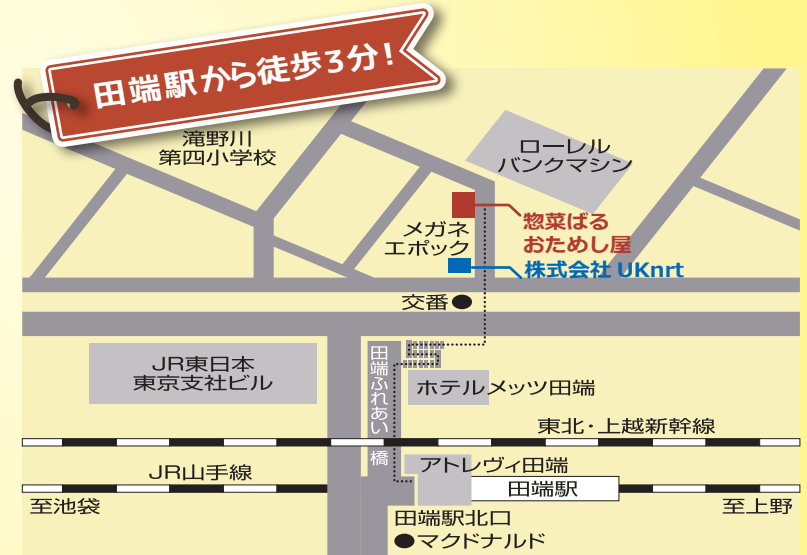 田端駅から徒歩3分！
滝野川
第四小学校
ローレル
バンクマシン
惣菜ばる
おためし屋
メガネ
エポック
株式会社 UKnrt
交番
JR東日本
東京支社ビル
田端ふれあい橋
ホテルメッツ田端
東北・上越新幹線
JR山手線
アトレヴィ田端
田端駅
至池袋
至上野
田端駅北口
マクドナルド